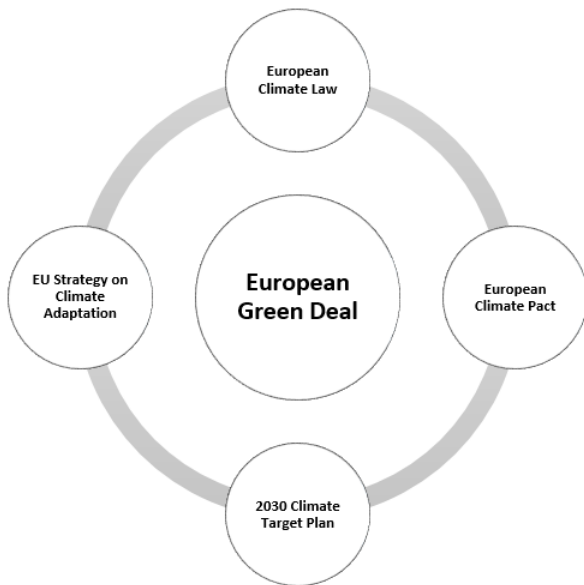 European
Climate Law
EU Strategy on
Climate
Adaptation
European
Green Deal
European
Climate Pact
2030 Climate
Target Plan